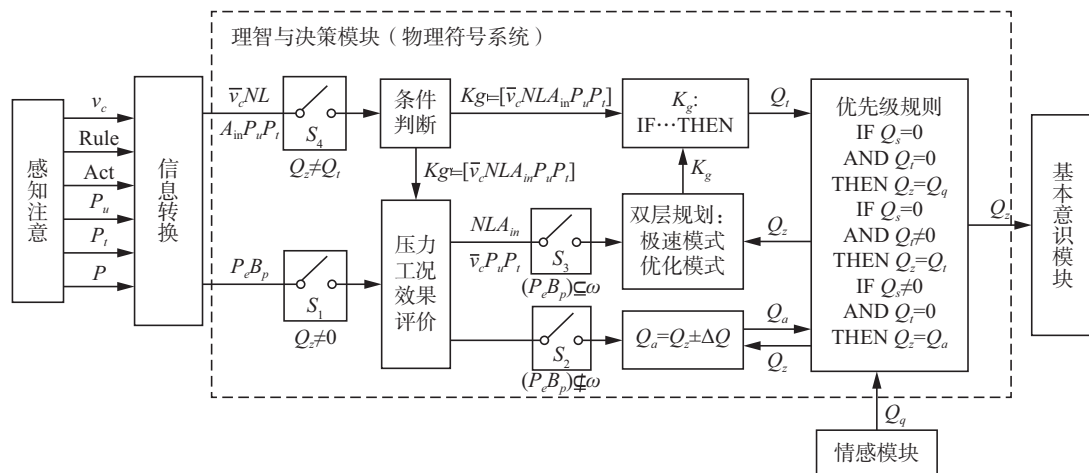 理智与决策模块（物理符号系统）
感知注意
v_c
Rule
Act
P_u
P_t
P
信息转换
v̅_cNL
A_inP_uP_t
S_4
Q_z≠Q_t
条件
判断
Kg⊨[v̅_cNLA_inP_uP_t]
K_g:
IF…THEN
Q_t
Kg⊨[v̅_cNLA_inP_uP_t]
K_g
P_eB_p
S_1
Q_z≠0
压力
工况
效果
评价
NLA_in
v̅_cP_uP_t
S_3
(P_eB_p)⊆ω
双层规划：
极速模式
优化模式
Q_z
S_2
(P_eB_p)⊈ω
Q_a=Q_z±ΔQ
Q_a
Q_z
优先级规则
IF Q_s=0
AND Q_t=0
THEN Q_z=Q_q
IF Q_s=0
AND Q_t≠0
THEN Q_z=Q_t
IF Q_s≠0
AND Q_t=0
THEN Q_z=Q_a
Q_z
基本意识模块
Q_q
情感模块